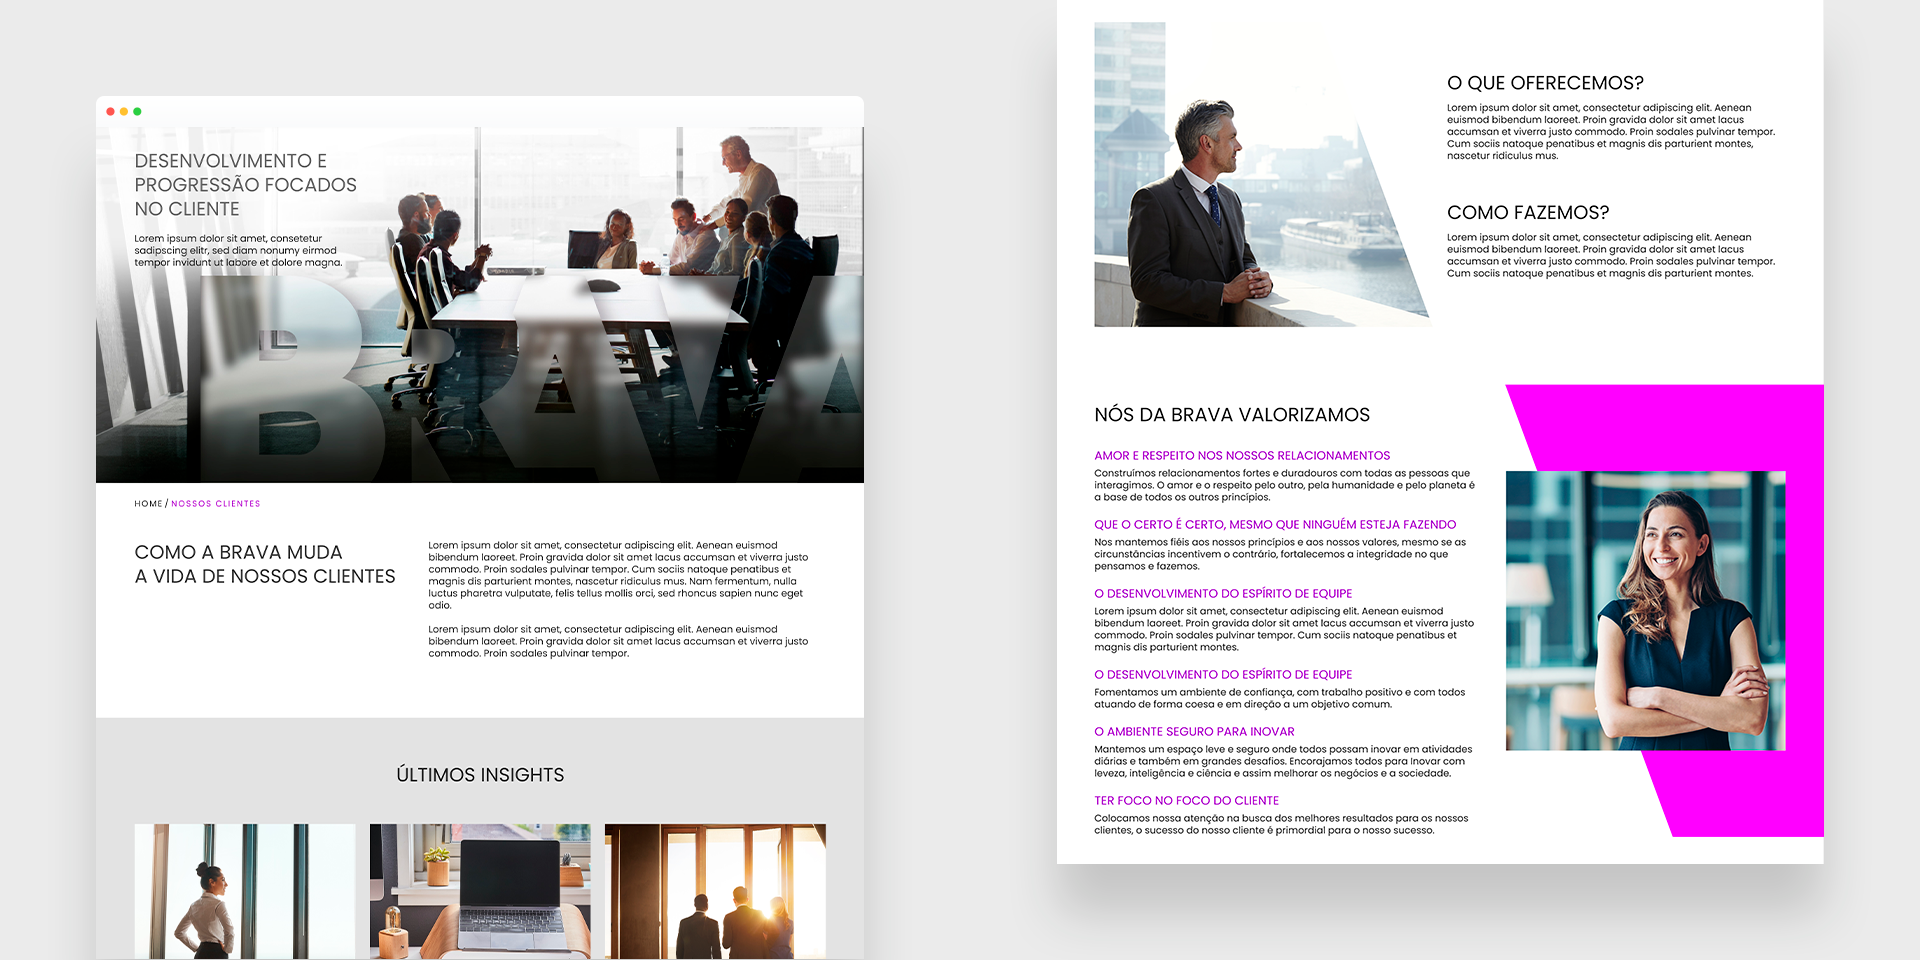 DESENVOLVIMENTO E
PROGRESSÃO FOCADOS
NO CLIENTE
Lorem ipsum dolor sit amet, consetetur
sadipscing elitr, sed diam nonumy eirmod
tempor invidunt ut labore et dolore magna.
BRAVA
HOME / NOSSOS CLIENTES
COMO A BRAVA MUDA
A VIDA DE NOSSOS CLIENTES
Lorem ipsum dolor sit amet, consectetur adipiscing elit. Aenean euismod
bibendum laoreet. Proin gravida dolor sit amet lacus accumsan et viverra justo
commodo. Proin sodales pulvinar tempor. Cum sociis natoque penatibus et
magnis dis parturient montes, nascetur ridiculus mus. Nam fermentum, nulla
luctus pharetra vulputate, felis tellus mollis orci, sed rhoncus sapien nunc eget
odio.
Lorem ipsum dolor sit amet, consectetur adipiscing elit. Aenean euismod
bibendum laoreet. Proin gravida dolor sit amet lacus accumsan et viverra justo
commodo. Proin sodales pulvinar tempor.
ÚLTIMOS INSIGHTS
O QUE OFERECEMOS?
Lorem ipsum dolor sit amet, consectetur adipiscing elit. Aenean
euismod bibendum laoreet. Proin gravida dolor sit amet lacus
accumsan et viverra justo commodo. Proin sodales pulvinar tempor.
Cum sociis natoque penatibus et magnis dis parturient montes,
nascetur ridiculus mus.
COMO FAZEMOS?
Lorem ipsum dolor sit amet, consectetur adipiscing elit. Aenean
euismod bibendum laoreet. Proin gravida dolor sit amet lacus
accumsan et viverra justo commodo. Proin sodales pulvinar tempor.
Cum sociis natoque penatibus et magnis dis parturient montes.
NÓS DA BRAVA VALORIZAMOS
AMOR E RESPEITO NOS NOSSOS RELACIONAMENTOS
Construímos relacionamentos fortes e duradouros com todas as pessoas que
interagimos. O amor e o respeito pelo outro, pela humanidade e pelo planeta é
a base de todos os outros princípios.
QUE O CERTO É CERTO, MESMO QUE NINGUÉM ESTEJA FAZENDO
Nos mantemos fiéis aos nossos princípios e aos nossos valores, mesmo se as
circunstâncias incentivem o contrário, fortalecemos a integridade no que
pensamos e fazemos.
O DESENVOLVIMENTO DO ESPÍRITO DE EQUIPE
Lorem ipsum dolor sit amet, consectetur adipiscing elit. Aenean euismod
bibendum laoreet. Proin gravida dolor sit amet lacus accumsan et viverra justo
commodo. Proin sodales pulvinar tempor. Cum sociis natoque penatibus et
magnis dis parturient montes.
O DESENVOLVIMENTO DO ESPÍRITO DE EQUIPE
Fomentamos um ambiente de confiança, com trabalho positivo e com todos
atuando de forma coesa e em direção a um objetivo comum.
O AMBIENTE SEGURO PARA INOVAR
Mantemos um espaço leve e seguro onde todos possam inovar em atividades
diárias e também em grandes desafios. Encorajamos todos para Inovar com
leveza, inteligência e ciência e assim melhorar os negócios e a sociedade.
TER FOCO NO FOCO DO CLIENTE
Colocamos nossa atenção na busca dos melhores resultados para os nossos
clientes, o sucesso do nosso cliente é primordial para o nosso sucesso.